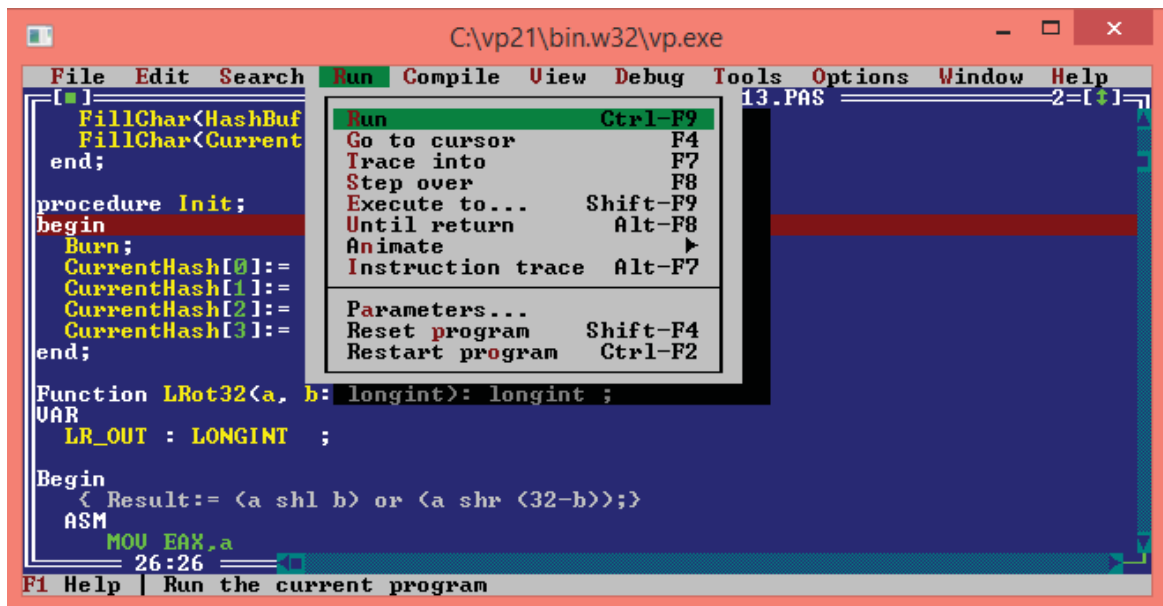 C:\vp21\bin.w32\vp.exe
File Edit Search Run Compile View Debug Tools Options Window Help
[■] 13.PAS 2=[↕]
FillChar(HashBuf
FillChar(Current
end;
procedure Init;
begin
Burn;
CurrentHash[0]:=
CurrentHash[1]:=
CurrentHash[2]:=
CurrentHash[3]:=
end;
Run Ctrl-F9
Go to cursor F4
Trace into F7
Step over F8
Execute to... Shift-F9
Until return Alt-F8
Animate ►
Instruction trace Alt-F7
Parameters...
Reset program Shift-F4
Restart program Ctrl-F2
Function LRot32(a, b: longint): longint ;
VAR
LR_OUT : LONGINT ;
Begin
{ Result:= (a shl b) or (a shr (32-b));}
ASM
MOV EAX,a
26:26
F1 Help | Run the current program